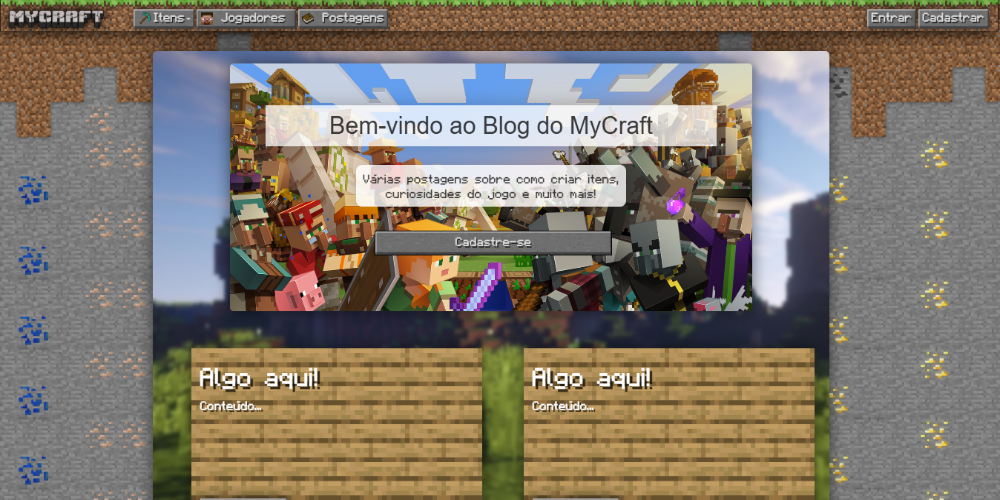 MYCRAFT
Itens
Jogadores
Postagens
Entrar
Cadastrar
Bem-vindo ao Blog do MyCraft
Várias postagens sobre como criar itens,
curiosidades do jogo e muito mais!
Cadastre-se
Algo aqui!
Conteúdo...
Algo aqui!
Conteúdo...